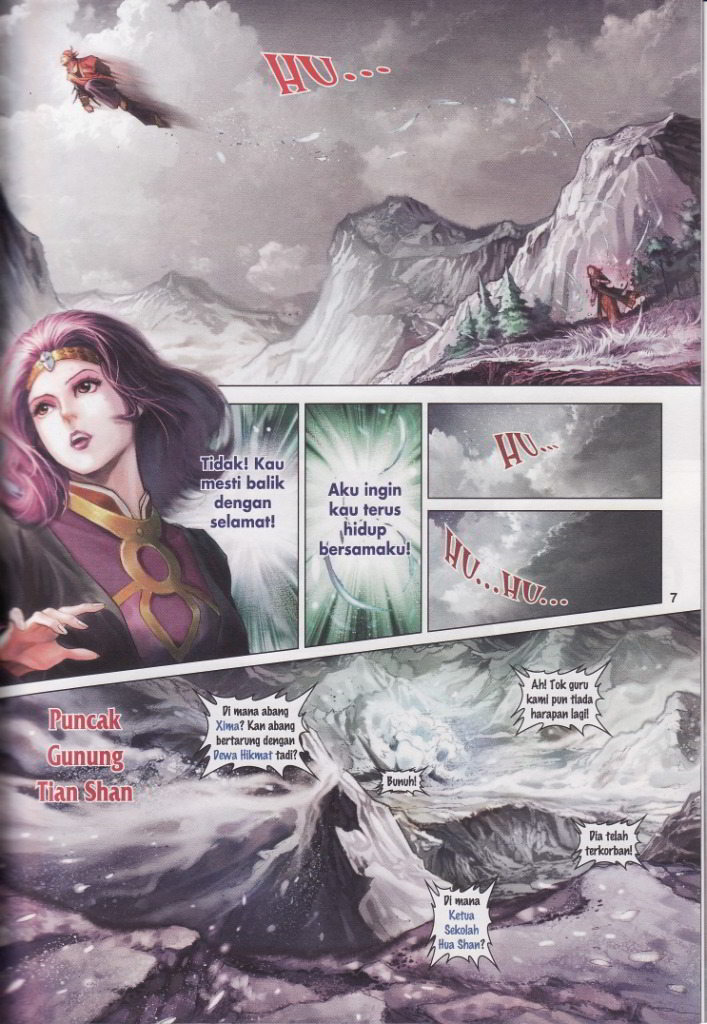 HU...
Tidak! Kau
mesti balik
dengan
selamat!
Aku ingin
kau terus
hidup
bersamaku!
HU...
HU...HU...
7
Puncak
Gunung
Tian Shan
Di mana abang
Xima? Kan abang
bertarung dengan
Dewa Hikmat tadi?
Ah! Tok guru
kami pun tiada
harapan lagi!
Bunuh!
Dia telah
terkorban!
Di mana
Ketua
Sekolah
Hua Shan?